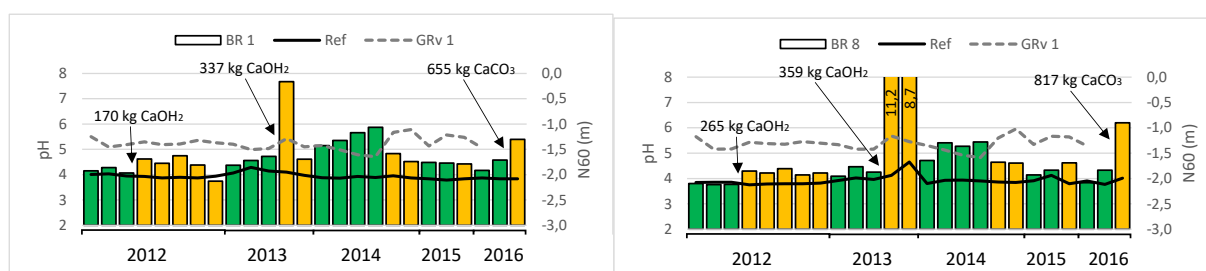 BR 1 Ref GRv 1
337 kg CaOH₂
655 kg CaCO₃
170 kg CaOH₂
pH
8
7
6
5
4
3
2
0,0
-0,5
-1,0
-1,5
-2,0
-2,5
-3,0
N60 (m)
2012 2013 2014 2015 2016
BR 8 Ref GRv 1
359 kg CaOH₂
817 kg CaCO₃
265 kg CaOH₂
11,2
8,7
pH
8
7
6
5
4
3
2
0,0
-0,5
-1,0
-1,5
-2,0
-2,5
-3,0
N60 (m)
2012 2013 2014 2015 2016